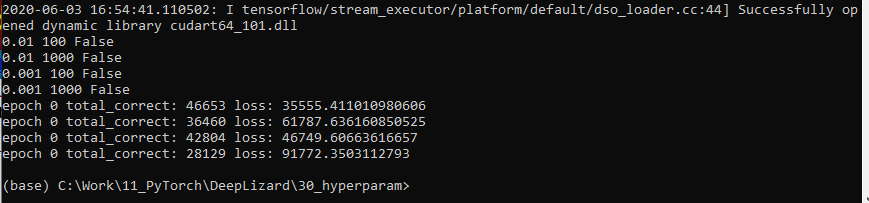 2020-06-03 16:54:41.110502: I tensorflow/stream_executor/platform/default/dso_loader.cc:44] Successfully op
ened dynamic library cudart64_101.dll
0.01 100 False
0.01 1000 False
0.001 100 False
0.001 1000 False
epoch 0 total_correct: 46653 loss: 35555.411010980606
epoch 0 total_correct: 36460 loss: 61787.636160850525
epoch 0 total_correct: 42804 loss: 46749.60663616657
epoch 0 total_correct: 28129 loss: 91772.3503112793
(base) C:\Work\11_PyTorch\DeepLizard\30_hyperparam>